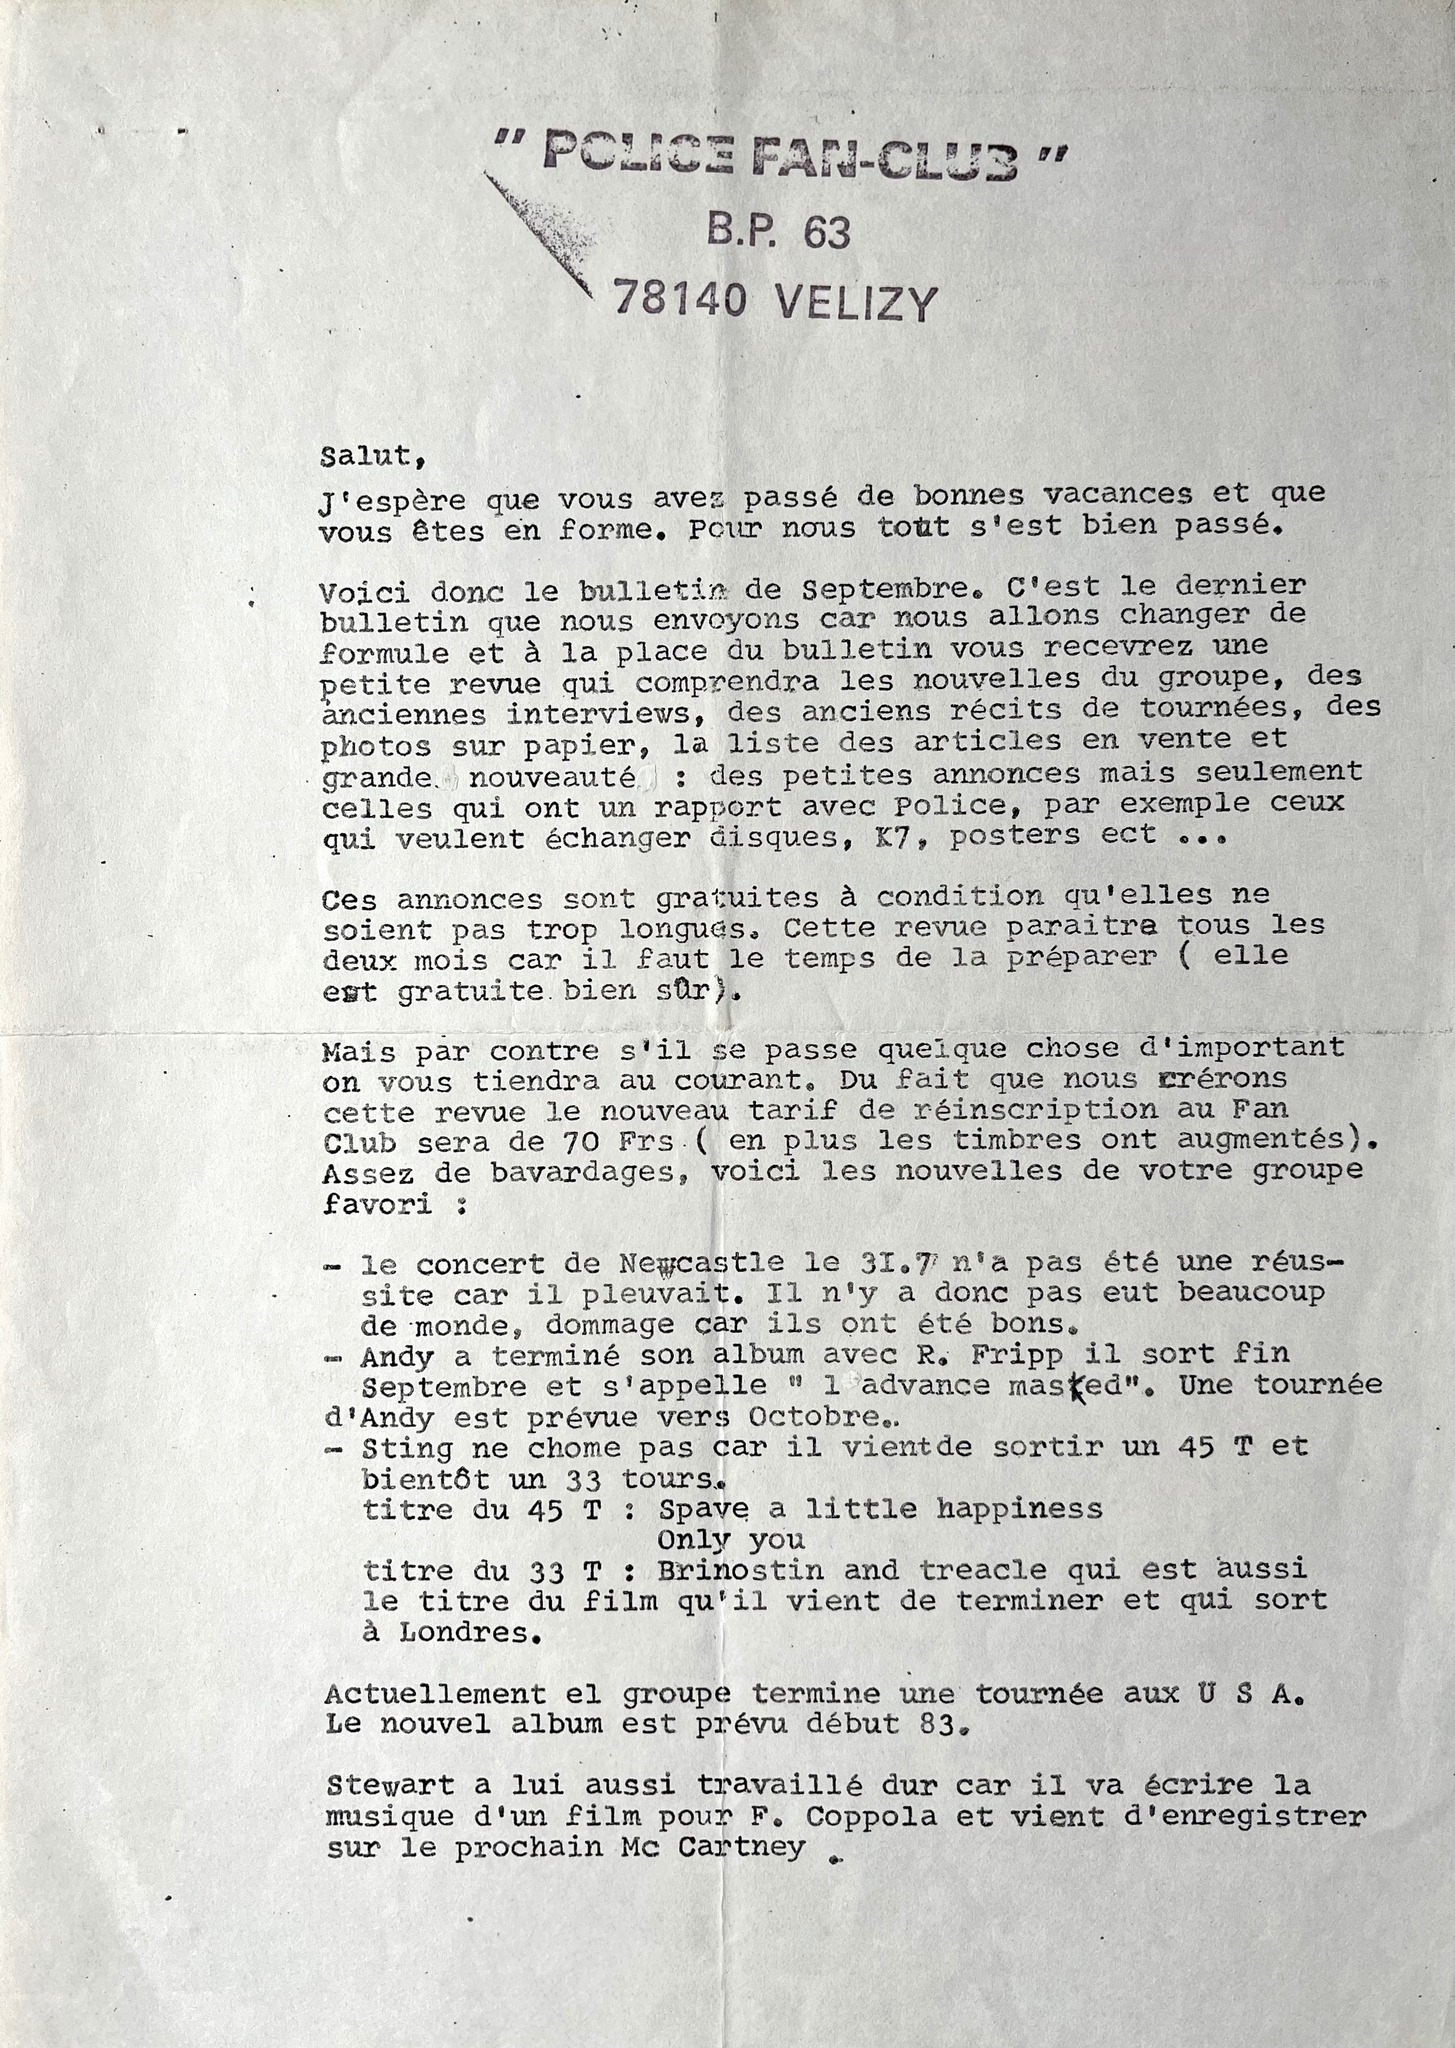 " POLICE FAN-CLUB "
B.P. 63
78140 VELIZY
Salut,
J'espère que vous avez passé de bonnes vacances et que
vous êtes en forme. Pour nous tout s'est bien passé.
Voici donc le bulletin de Septembre. C'est le dernier
bulletin que nous envoyons car nous allons changer de
formule et à la place du bulletin vous recevrez une
petite revue qui comprendra les nouvelles du groupe, des
anciennes interviews, des anciens récits de tournées, des
photos sur papier, la liste des articles en vente et
grande nouveauté : des petites annonces mais seulement
celles qui ont un rapport avec Police, par exemple ceux
qui veulent échanger disques, K7, posters ect ...
Ces annonces sont gratuites à condition qu'elles ne
soient pas trop longues. Cette revue paraitra tous les
deux mois car il faut le temps de la préparer ( elle
est gratuite bien sûr).
Mais par contre s'il se passe quelque chose d'important
on vous tiendra au courant. Du fait que nous crérons
cette revue le nouveau tarif de réinscription au Fan
Club sera de 70 Frs ( en plus les timbres ont augmentés).
Assez de bavardages, voici les nouvelles de votre groupe
favori :
- le concert de Newcastle le 3I.7 n'a pas été une réus-
site car il pleuvait. Il n'y a donc pas eut beaucoup
de monde, dommage car ils ont été bons.
- Andy a terminé son album avec R. Fripp il sort fin
Septembre et s'appelle " l advance masked". Une tournée
d'Andy est prévue vers Octobre..
- Sting ne chome pas car il vientde sortir un 45 T et
bientôt un 33 tours.
titre du 45 T : Spave a little happiness
Only you
titre du 33 T : Brinostin and treacle qui est aussi
le titre du film qu'il vient de terminer et qui sort
à Londres.
Actuellement el groupe termine une tournée aux U S A.
Le nouvel album est prévu début 83.
Stewart a lui aussi travaillé dur car il va écrire la
musique d'un film pour F. Coppola et vient d'enregistrer
sur le prochain Mc Cartney .